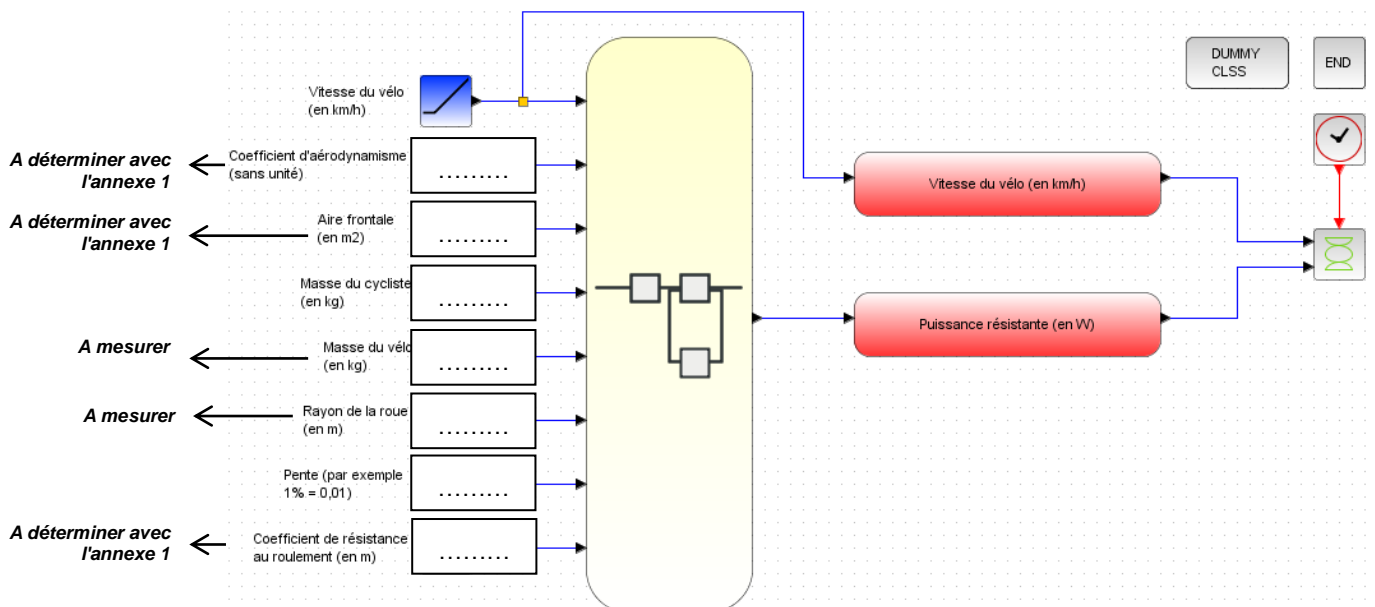 DUMMY
CLSS
END
Vitesse du vélo
(en km/h)
A déterminer avec
l'annexe 1
Coefficient d'aérodynamisme
(sans unité)
.........
A déterminer avec
l'annexe 1
Aire frontale
(en m2)
.........
Masse du cycliste
(en kg)
.........
A mesurer
Masse du vélo
(en kg)
.........
A mesurer
Rayon de la roue
(en m)
.........
Pente (par exemple
1% = 0,01)
.........
A déterminer avec
l'annexe 1
Coefficient de résistance
au roulement (en m)
.........
Vitesse du vélo (en km/h)
Puissance résistante (en W)